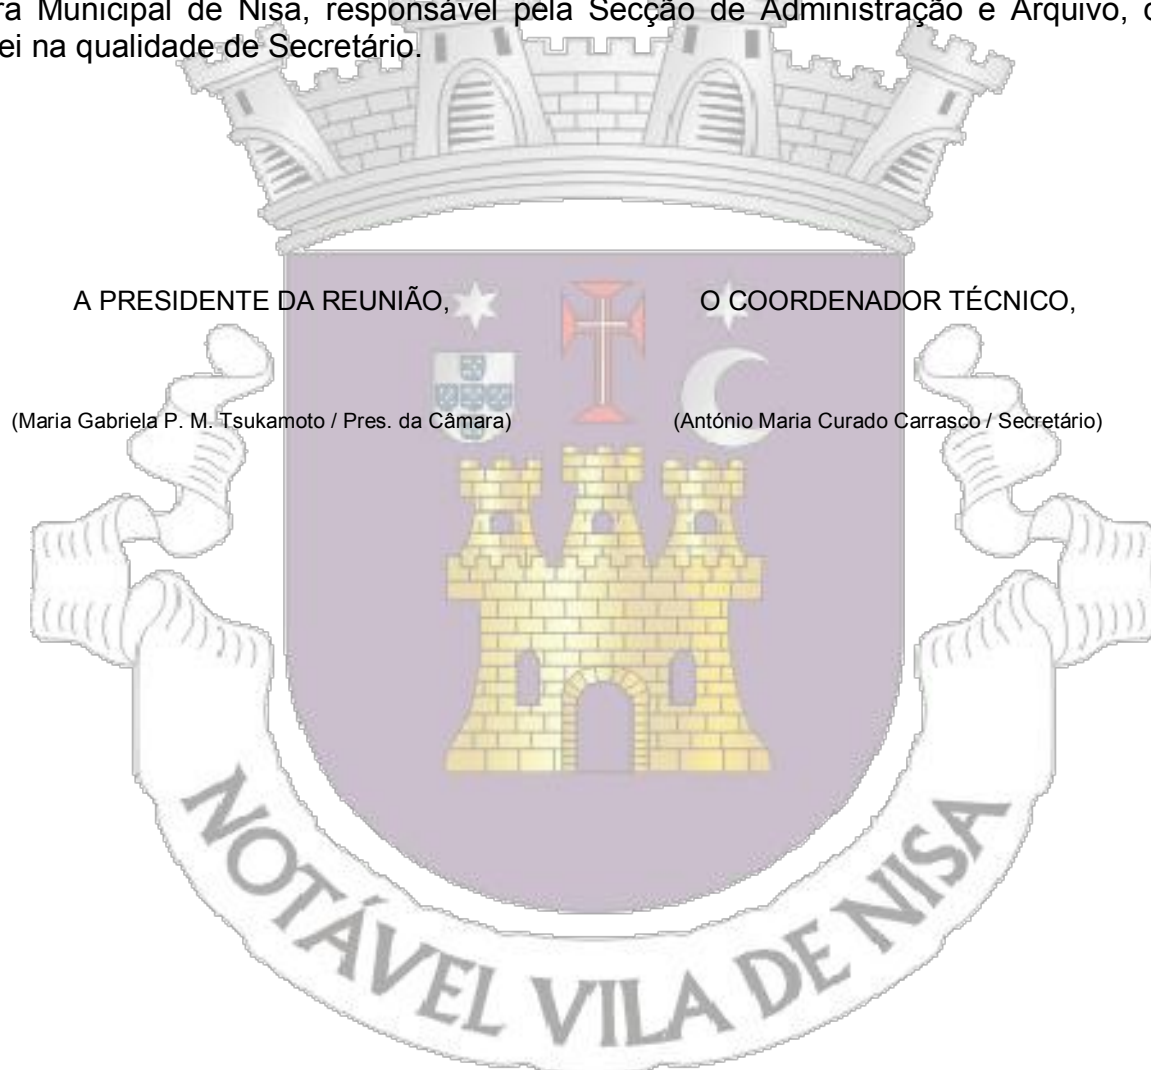 ra Municipal de Nisa, responsável pela Secção de Administração e Arquivo,
ei na qualidade de Secretário.
A PRESIDENTE DA REUNIÃO,
O COORDENADOR TÉCNICO,
(Maria Gabriela P. M. Tsukamoto / Pres. da Câmara)
(António Maria Curado Carrasco / Secretário)
NOTÁVEL VILA DE NISA